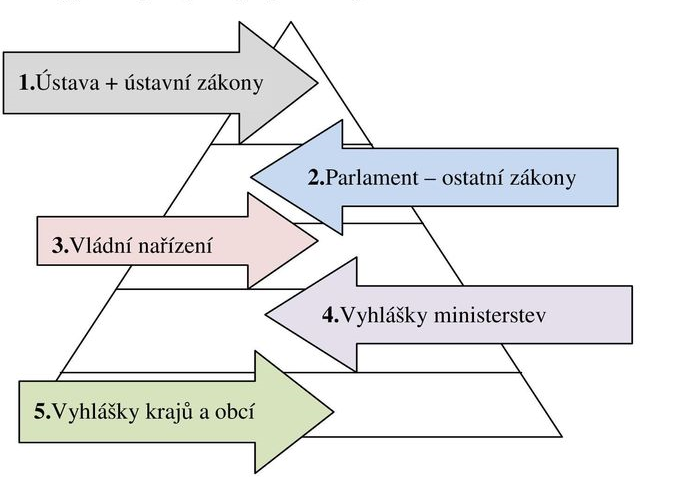 1.Ústava + ústavní zákony
2.Parlament – ostatní zákony
3.Vládní nařízení
4.Vyhlášky ministerstev
5.Vyhlášky krajů a obcí